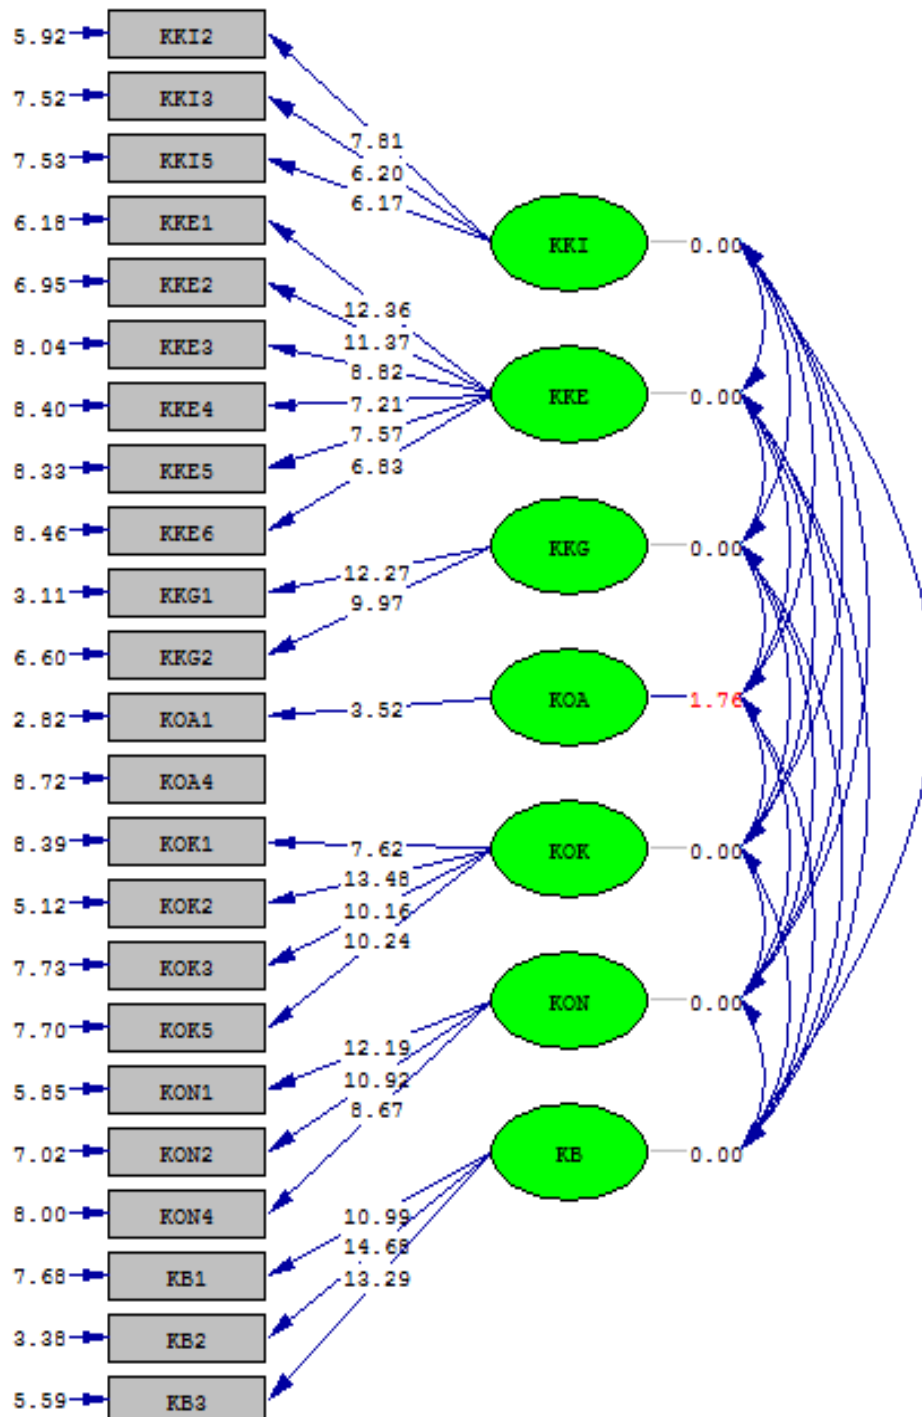 5.92 KKI2
7.52 KKI3
7.53 KKI5
6.18 KKE1
6.95 KKE2
8.04 KKE3
8.40 KKE4
8.33 KKE5
8.46 KKE6
3.11 KKG1
6.60 KKG2
2.82 KOA1
8.72 KOA4
8.39 KOK1
5.12 KOK2
7.73 KOK3
7.70 KOK5
5.85 KON1
7.02 KON2
8.00 KON4
7.68 KB1
3.38 KB2
5.59 KB3
7.81
6.20
6.17
12.36
11.37
8.82
7.21
7.57
6.83
12.27
9.97
3.52
7.62
13.48
10.16
10.24
12.19
10.92
8.67
10.99
14.68
13.29
KKI 0.00
KKE 0.00
KKG 0.00
KOA 1.76
KOK 0.00
KON 0.00
KB 0.00